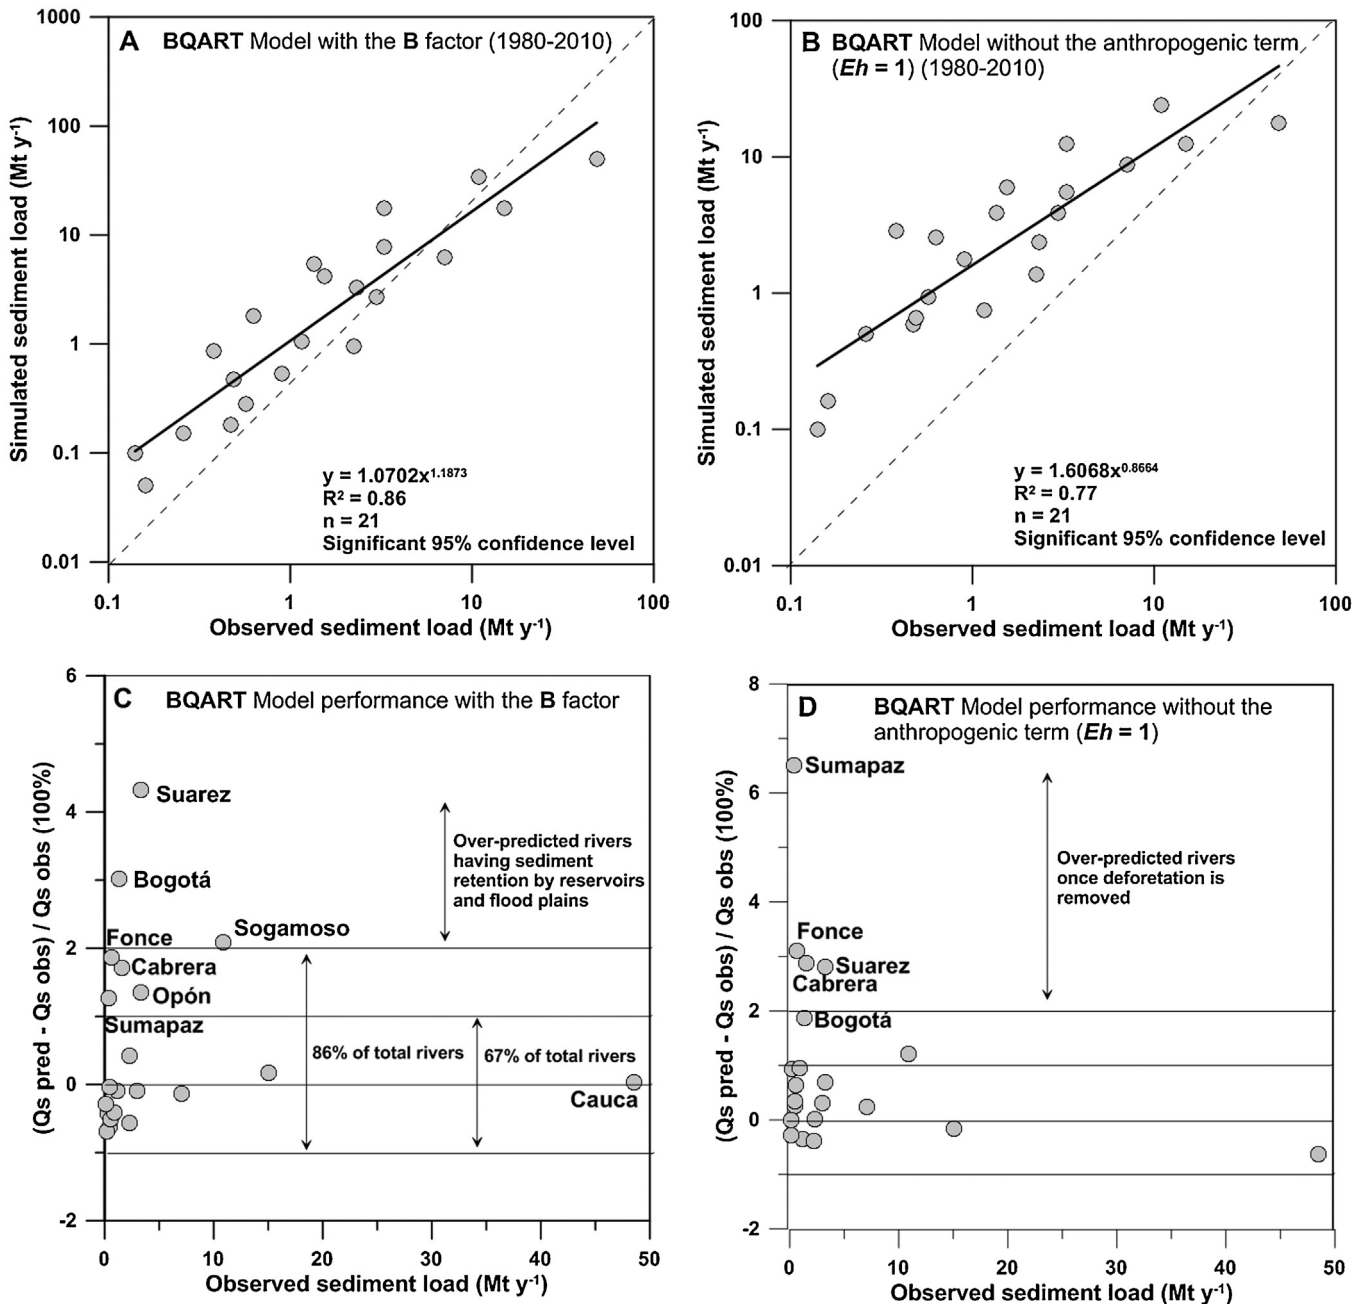 A BQART Model with the B factor (1980-2010)
1000
100
10
1
0.1
0.01
Simulated sediment load (Mt y-1)
y = 1.0702x1.1873
R2 = 0.86
n = 21
Significant 95% confidence level
0.1 1 10 100
Observed sediment load (Mt y-1)
B BQART Model without the anthropogenic term
(Eh = 1) (1980-2010)
100
10
1
0.1
0.01
Simulated sediment load (Mt y-1)
y = 1.6068x0.8664
R2 = 0.77
n = 21
Significant 95% confidence level
0.1 1 10 100
Observed sediment load (Mt y-1)
C BQART Model performance with the B factor
6
4
2
0
-2
(Qs pred - Qs obs) / Qs obs (100%)
Suarez
Over-predicted rivers
having sediment
retention by reservoirs
and flood plains
Bogotá
Sogamoso
Fonce
Cabrera
Opón
Sumapaz
86% of total rivers
67% of total rivers
Cauca
0 10 20 30 40 50
Observed sediment load (Mt y-1)
D BQART Model performance without the
anthropogenic term (Eh = 1)
8
6
4
2
0
-2
(Qs pred - Qs obs) / Qs obs (100%)
Sumapaz
Over-predicted rivers
once deforetation is
removed
Fonce
Suarez
Cabrera
Bogotá
0 10 20 30 40 50
Observed sediment load (Mt y-1)